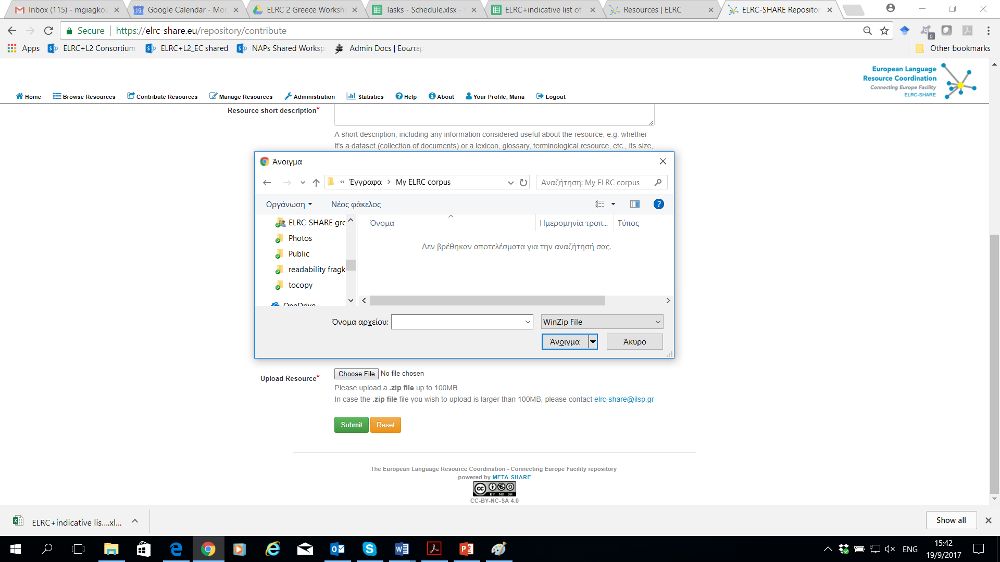 Inbox (115) - mgiagkou
Google Calendar - Mor
ELRC 2 Greece Worksh
Tasks - Schedule.xlsx -
ELRC+indicative list of
Resources | ELRC
ELRC-SHARE Repositor
Secure
https://elrc-share.eu/repository/contribute
0
Apps
ELRC+L2 Consortium
ELRC+L2_EC shared
NAPs Shared Worksp
Admin Docs | Εσωτερ
Other bookmarks
European Language
Resource Coordination
Connecting Europe Facility
ELRC-SHARE
Home
Browse Resources
Contribute Resources
Manage Resources
Administration
Statistics
Help
About
Your Profile, Maria
Logout
Resource short description*
A short description, including any information considered useful about the resource, e.g. whether
it's a dataset (collection of documents) or a lexicon, glossary, terminological resource, etc., its size,
Άνοιγμα
« Έγγραφα > My ELRC corpus
Αναζήτηση: My ELRC corpus
Οργάνωση
Νέος φάκελος
ELRC-SHARE gro
Photos
Public
readability fragk
tocopy
OneDrive
Όνομα
Ημερομηνία τροπ...
Τύπος
Δεν βρέθηκαν αποτελέσματα για την αναζήτησή σας.
Όνομα αρχείου:
WinZip File
Άνοιγμα
Άκυρο
Upload Resource*
Choose File No file chosen
Please upload a .zip file up to 100MB.
In case the .zip file file you wish to upload is larger than 100MB, please contact elrc-share@ilsp.gr
Submit
Reset
The European Language Resource Coordination - Connecting Europe Facility repository
powered by META-SHARE
cc BY NC SA
CC-BY-NC-SA 4.0
ELRC+indicative lis....xl...
Show all
ENG
15:42
19/9/2017